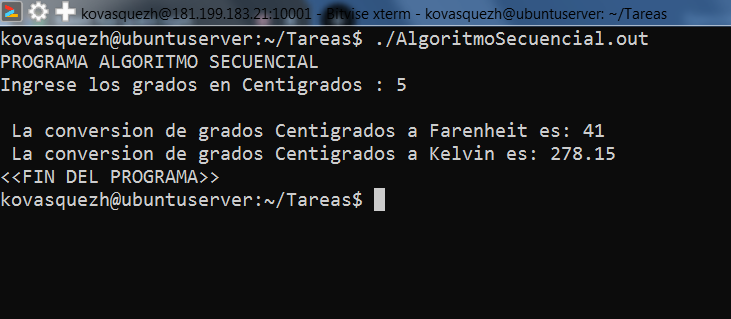 kovasquezh@181.199.183.21:10001 - Bitvise xterm - kovasquezh@ubuntuserver: ~/Tareas
kovasquezh@ubuntuserver:~/Tareas$ ./AlgoritmoSecuencial.out
PROGRAMA ALGORITMO SECUENCIAL
Ingrese los grados en Centigrados : 5
La conversion de grados Centigrados a Farenheit es: 41
La conversion de grados Centigrados a Kelvin es: 278.15
<<FIN DEL PROGRAMA>>
kovasquezh@ubuntuserver:~/Tareas$